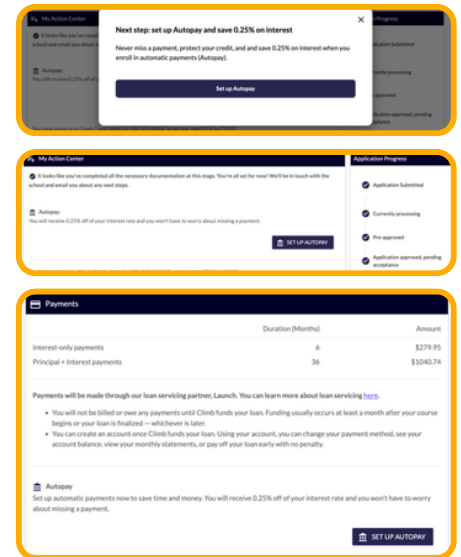 My Action Center
Progress
Next step: set up Autopay and save 0.25% on interest
It looks like you've comple
school and email you about a
Never miss a payment, protect your credit, and and save 0.25% on interest when you
enroll in automatic payments (Autopay).
Autopay
You will receive 0.25% off of y
Set up Autopay
My Action Center
Application Progress
It looks like you've completed all the necessary documentation at this stage. You're all set for now! We'll be in touch with the
school and email you about any next steps.
Application Submitted
Autopay
You will receive 0.25% off of your interest rate and you won't have to worry about missing a payment.
Currently processing
SET UP AUTOPAY
Pre-approved
Application approved, pending
acceptance
Payments
Duration (Months) Amount
Interest-only payments 6 $279.95
Principal + Interest payments 36 $1040.74
Payments will be made through our loan servicing partner, Launch. You can learn more about loan servicing here.
• You will not be billed or owe any payments until Climb funds your loan. Funding usually occurs at least a month after your course
begins or your loan is finalized — whichever is later.
• You can create an account once Climb funds your loan. Using your account, you can change your payment method, see your
account balance, view your monthly statements, or pay off your loan early with no penalty.
Autopay
Set up automatic payments now to save time and money. You will receive 0.25% off of your interest rate and you won't have to worry
about missing a payment.
SET UP AUTOPAY